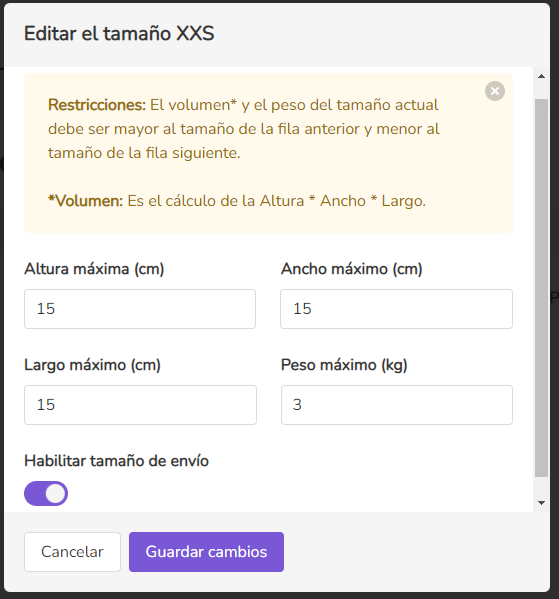 Editar el tamaño XXS
Restricciones: El volumen* y el peso del tamaño actual
debe ser mayor al tamaño de la fila anterior y menor al
tamaño de la fila siguiente.
*Volumen: Es el cálculo de la Altura * Ancho * Largo.
Altura máxima (cm)
Ancho máximo (cm)
15
15
Largo máximo (cm)
Peso máximo (kg)
15
3
Habilitar tamaño de envío
Cancelar
Guardar cambios